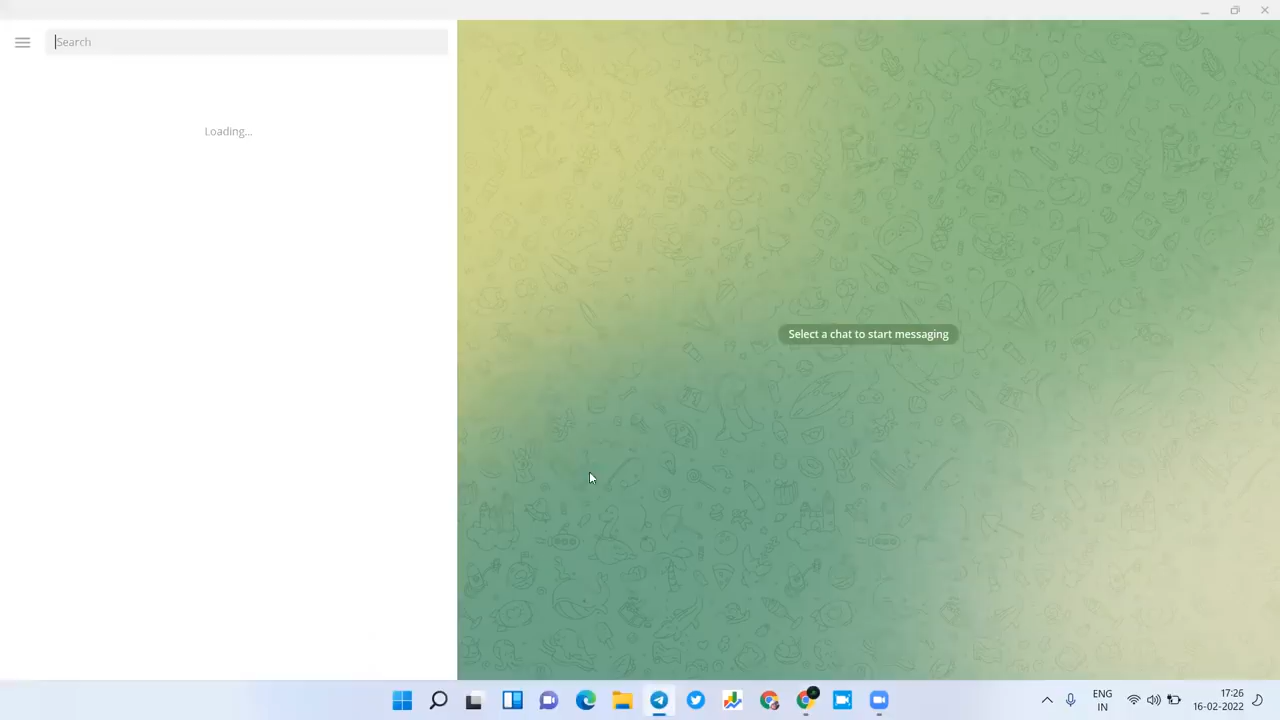 Search
Loading...
Select a chat to start messaging
ENG
IN
17:26
16-02-2022